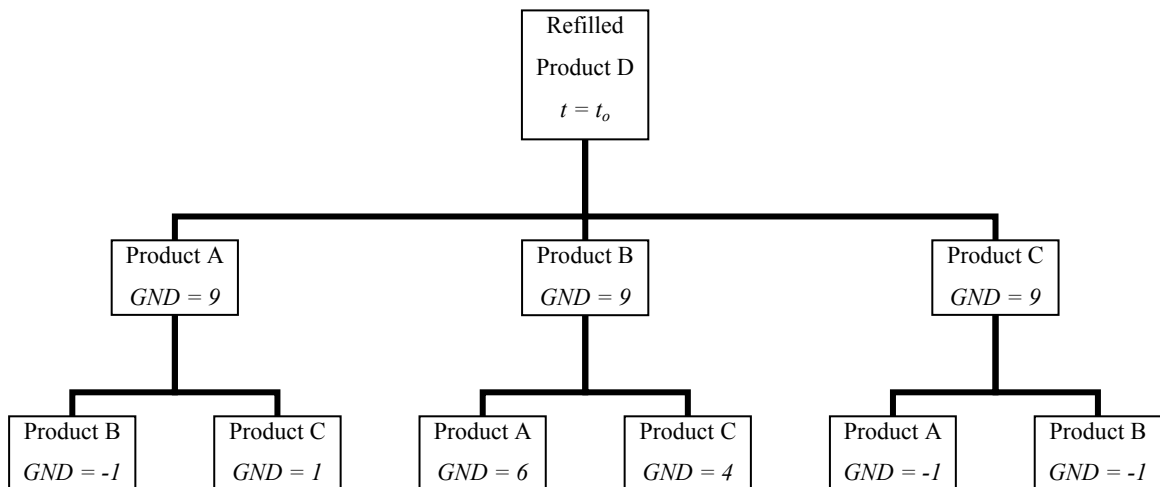 Refilled
Product D
t = to
Product A
GND = 9
Product B
GND = 9
Product C
GND = 9
Product B
GND = -1
Product C
GND = 1
Product A
GND = 6
Product C
GND = 4
Product A
GND = -1
Product B
GND = -1